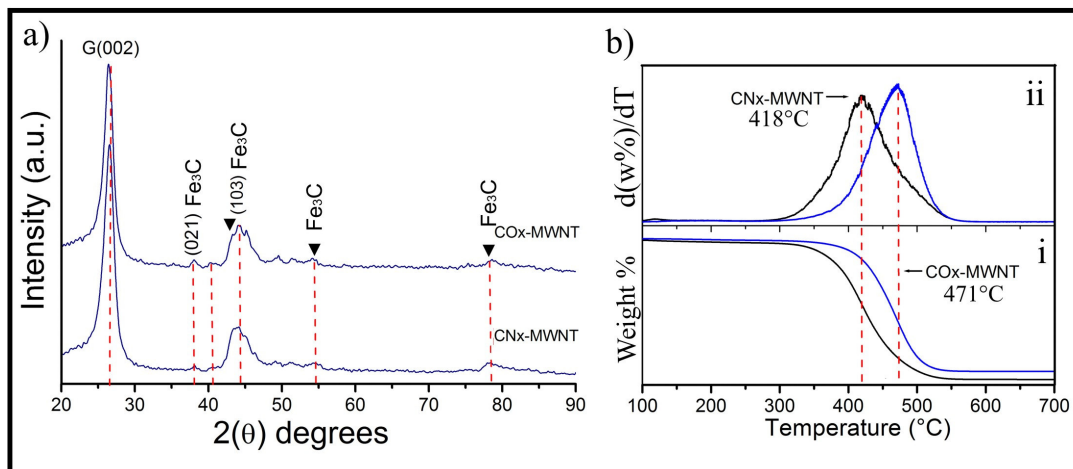 a)
G(002)
(021) Fe₃C
(103) Fe₃C
Fe₃C
Fe₃C
COx-MWNT
CNx-MWNT
Intensity (a.u.)
20 30 40 50 60 70 80 90
2(θ) degrees
b)
ii
CNx-MWNT
418°C
d(w%)/dT
i
COx-MWNT
471°C
Weight %
100 200 300 400 500 600 700
Temperature (°C)